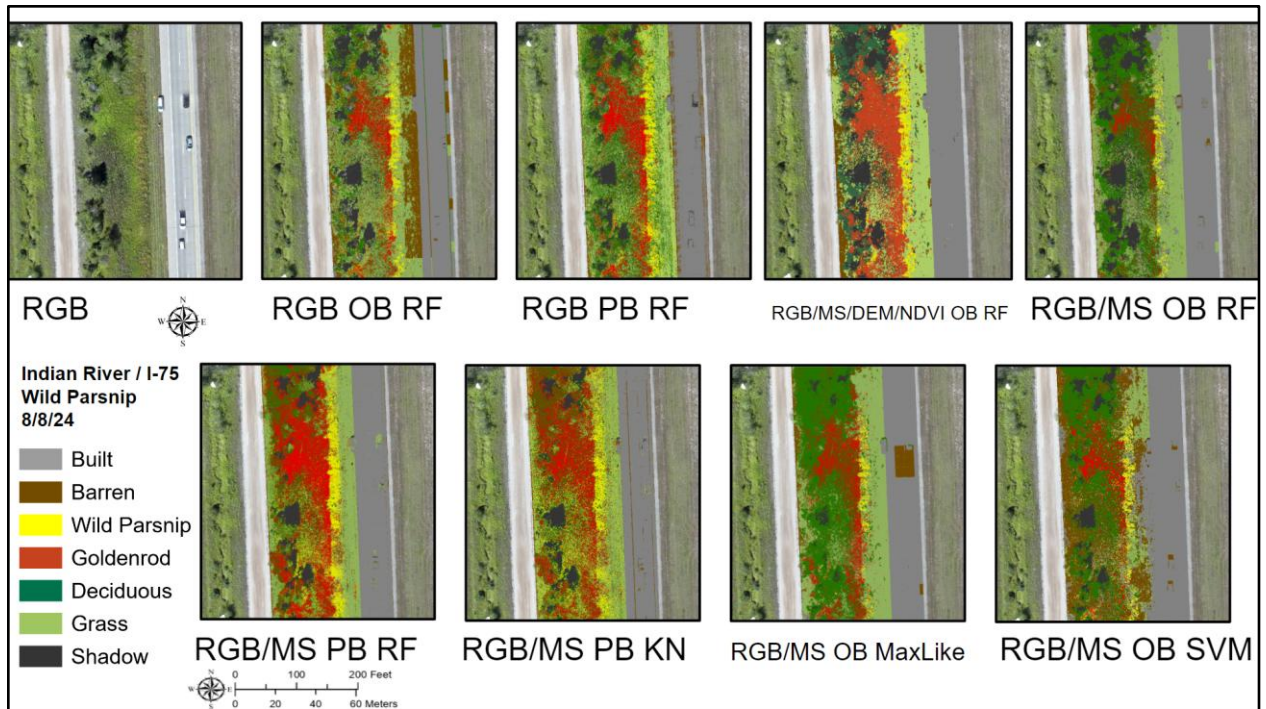 RGB
RGB OB RF
RGB PB RF
RGB/MS/DEM/NDVI OB RF
RGB/MS OB RF
N
W E
S
Indian River / I-75
Wild Parsnip
8/8/24
Built
Barren
Wild Parsnip
Goldenrod
Deciduous
Grass
Shadow
RGB/MS PB RF
RGB/MS PB KN
RGB/MS OB MaxLike
RGB/MS OB SVM
N
W E
S
0 100 200 Feet
0 20 40 60 Meters